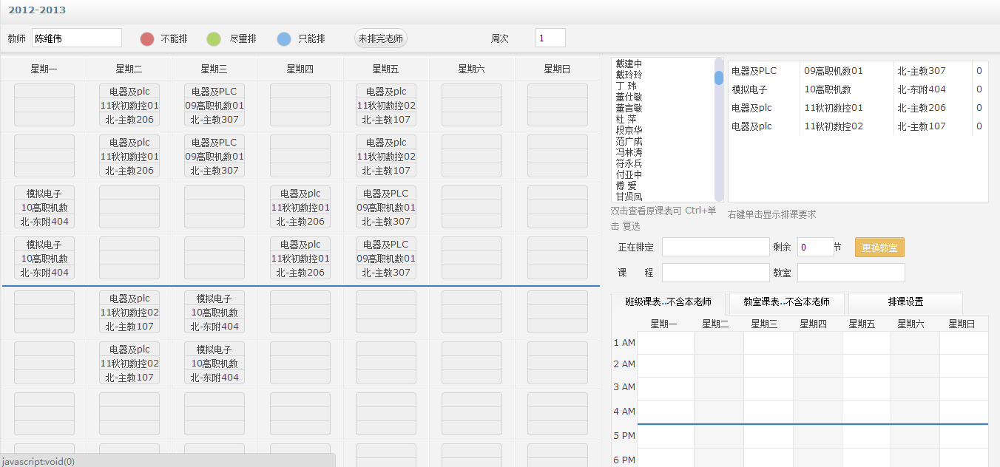 2012-2013
教师 陈维伟 不能排 尽量排 只能排 未排完老师 周次 1
星期一 星期二 星期三 星期四 星期五 星期六 星期日
电器及plc 电器及PLC 电器及plc
11秋初数控01 09高职机数01 11秋初数控02
北-主教206 北-主教307 北-主教107
电器及plc 电器及PLC 电器及plc
11秋初数控01 09高职机数01 11秋初数控02
北-主教206 北-主教307 北-主教107
模拟电子 电器及plc 电器及PLC
10高职机数 11秋初数控01 09高职机数01
北-东附404 北-主教206 北-主教307
模拟电子 电器及plc 电器及PLC
10高职机数 11秋初数控01 09高职机数01
北-东附404 北-主教206 北-主教307
电器及plc 模拟电子
11秋初数控02 10高职机数
北-主教107 北-东附404
电器及plc 模拟电子
11秋初数控02 10高职机数
北-主教107 北-东附404
javascript:void(0)
戴建中
戴玲玲
丁 玮
董仕敏
董言敏
杜 萍
段京华
范广成
冯林涛
符永兵
付亚中
傅 爱
甘贤凤
双击查看原课表可 Ctrl+单
击 复选
电器及PLC 09高职机数01 北-主教307 0
模拟电子 10高职机数 北-东附404 0
电器及plc 11秋初数控01 北-主教206 0
电器及plc 11秋初数控02 北-主教107 0
右键单击显示排课要求
正在排定 剩余 0 节 更换教室
课 程 教室
班级课表..不含本老师 教室课表..不含本老师 排课设置
星期一 星期二 星期三 星期四 星期五 星期六 星期日
1 AM
2 AM
3 AM
4 AM
5 PM
6 PM